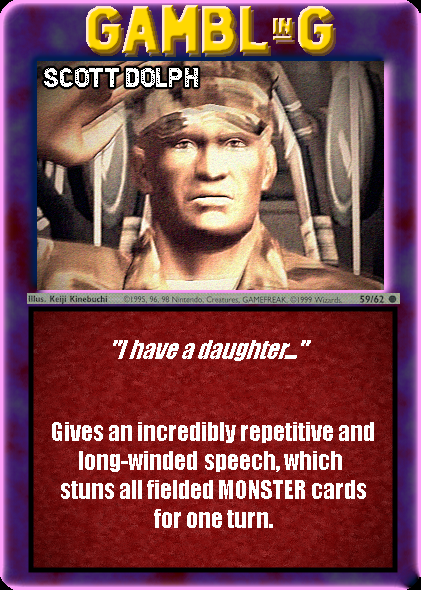 GAMBLinG
SCOTT DOLPH
Illus. Keiji Kinebuchi ©1995, 96, 98 Nintendo, Creatures, GAMEFREAK. ©1999 Wizards. 59/62 ●
"I have a daughter..."
Gives an incredibly repetitive and
long-winded speech, which
stuns all fielded MONSTER cards
for one turn.